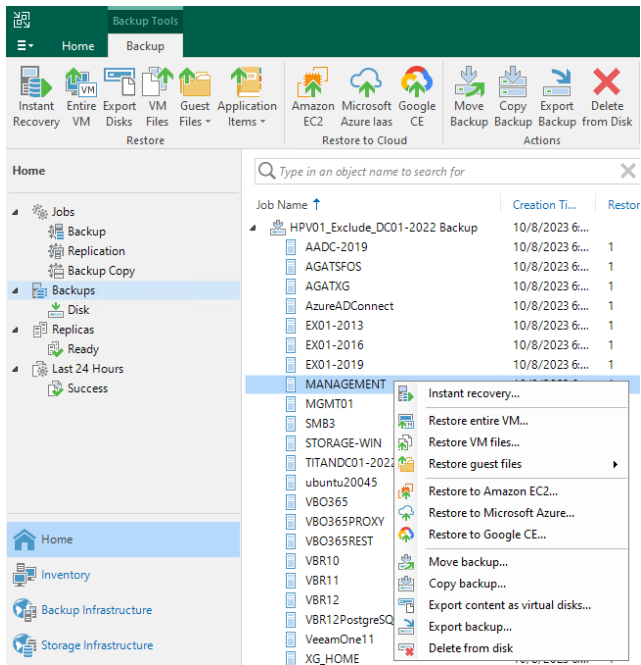 Backup Tools
Home
Backup
Instant Recovery
Entire VM
Export Disks
VM Files
Guest Files
Application Items
Restore
Amazon EC2
Microsoft Azure Iaas
Google CE
Restore to Cloud
Move Backup
Copy Backup
Export Backup
Delete from Disk
Actions
Home
Type in an object name to search for
Job Name
Creation Ti...
Restor
Jobs
Backup
Replication
Backup Copy
Backups
Disk
Replicas
Ready
Last 24 Hours
Success
HPV01_Exclude_DC01-2022 Backup 10/8/2023 6:...
AADC-2019 10/8/2023 6:... 1
AGATSFOS 10/8/2023 6:... 1
AGATXG 10/8/2023 6:... 1
AzureADConnect 10/8/2023 6:... 1
EX01-2013 10/8/2023 6:... 1
EX01-2016 10/8/2023 6:... 1
EX01-2019 10/8/2023 6:... 1
MANAGEMENT
MGMT01
SMB3
STORAGE-WIN
TITANDC01-2022
ubuntu20045
VBO365
VBO365PROXY
VBO365REST
VBR10
VBR11
VBR12
VBR12PostgreSQ
VeeamOne11
XG_HOME
Instant recovery...
Restore entire VM...
Restore VM files...
Restore guest files
Restore to Amazon EC2...
Restore to Microsoft Azure...
Restore to Google CE...
Move backup...
Copy backup...
Export content as virtual disks...
Export backup...
Delete from disk
Home
Inventory
Backup Infrastructure
Storage Infrastructure